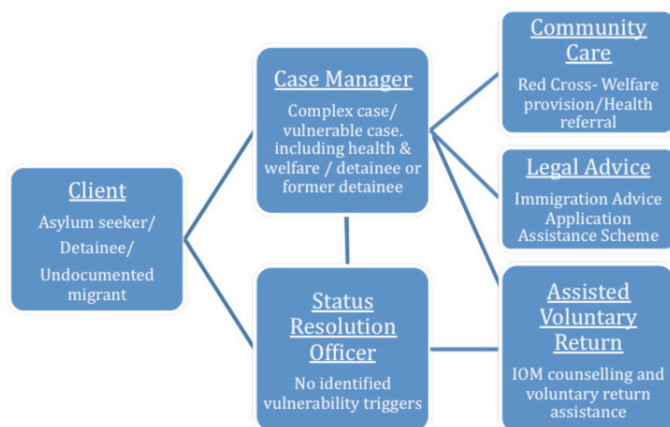 Client
Asylum seeker/
Detainee/
Undocumented
migrant
Case Manager
Complex case/
vulnerable case.
including health &
welfare / detainee or
former detainee
Status
Resolution
Officer
No identified
vulnerability triggers
Community
Care
Red Cross- Welfare
provision/Health
referral
Legal Advice
Immigration Advice
Application
Assistance Scheme
Assisted
Voluntary
Return
IOM counselling and
voluntary return
assistance